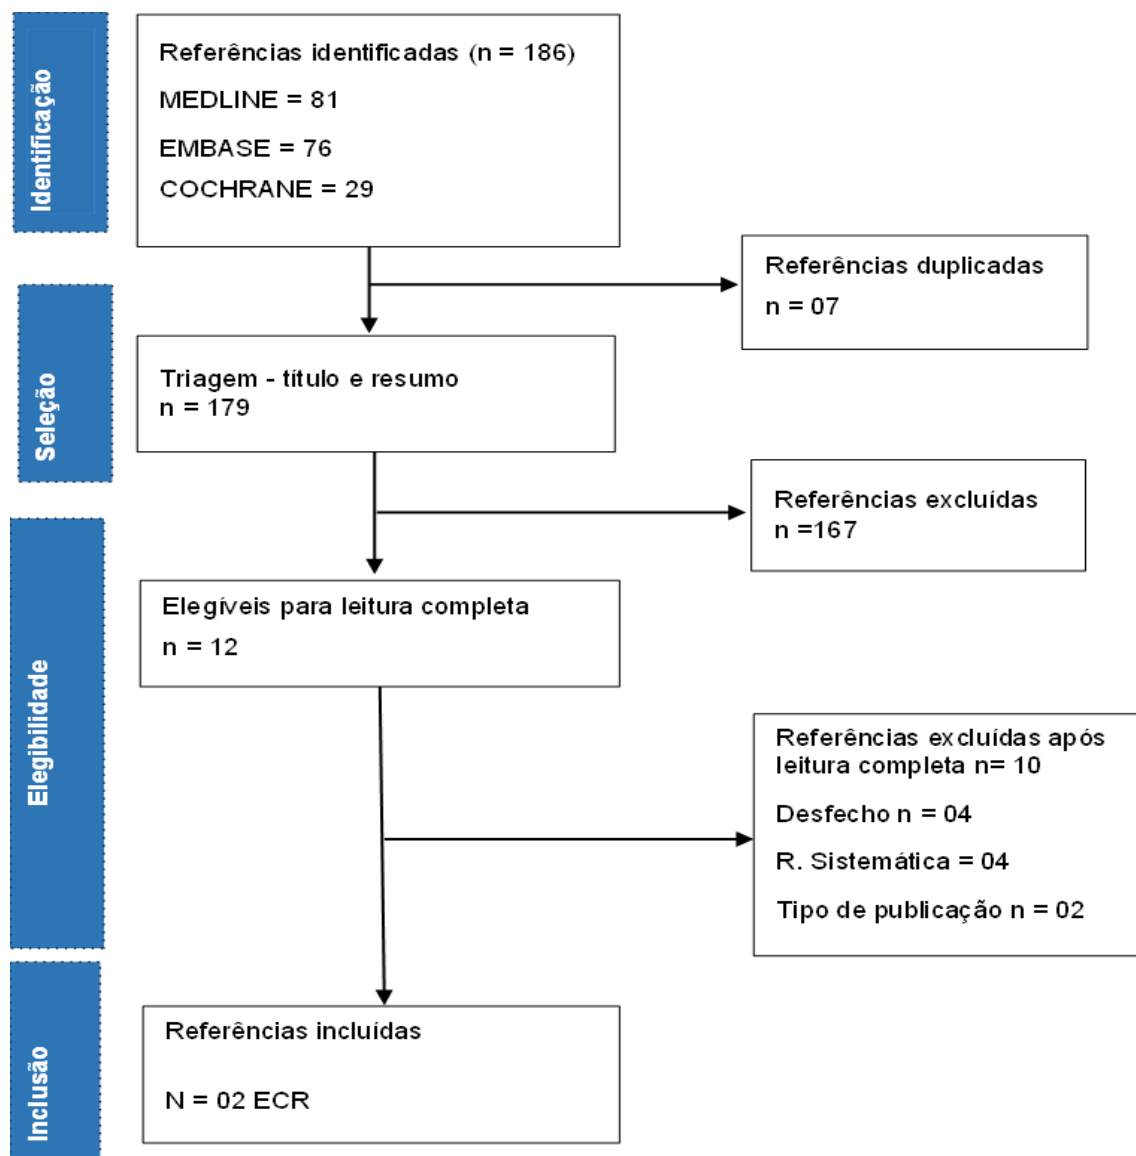 Identificação
Referências identificadas (n = 186)
MEDLINE = 81
EMBASE = 76
COCHRANE = 29
Referências duplicadas
n = 07
Seleção
Triagem - título e resumo
n = 179
Referências excluídas
n =167
Elegibilidade
Elegíveis para leitura completa
n = 12
Referências excluídas após
leitura completa n= 10
Desfecho n = 04
R. Sistemática = 04
Tipo de publicação n = 02
Inclusão
Referências incluídas
N = 02 ECR